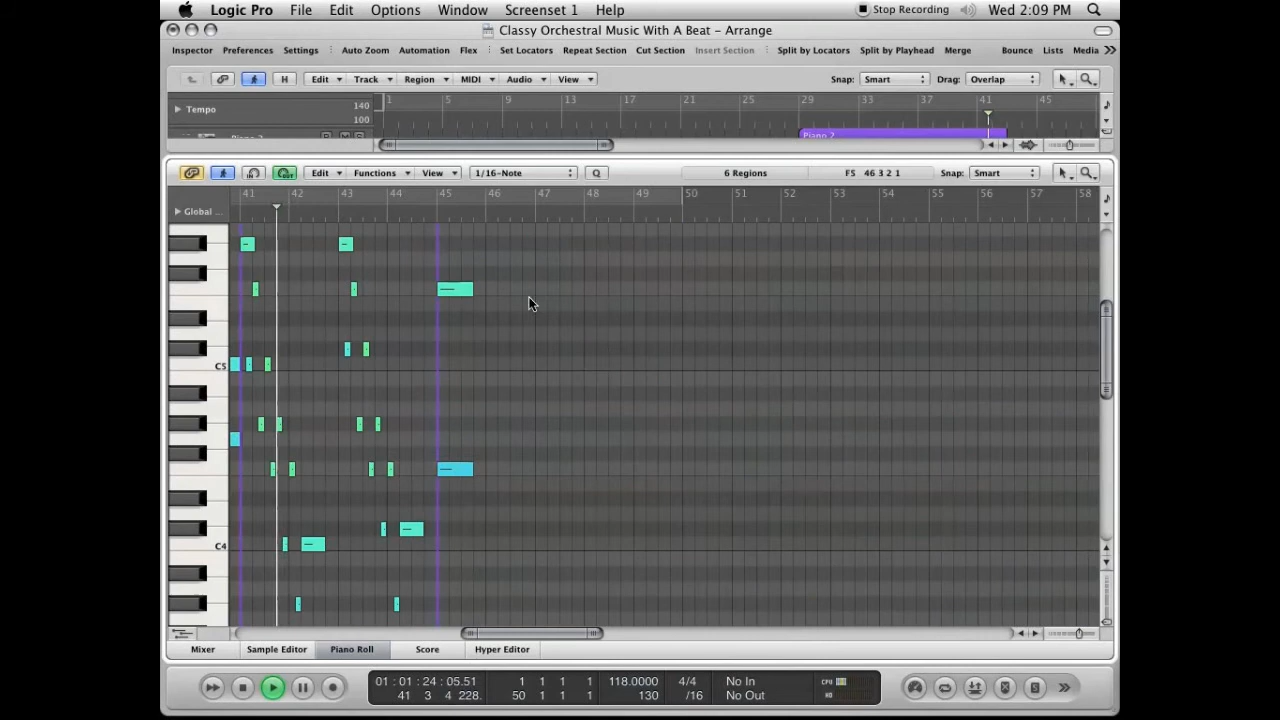 Logic Pro File Edit Options Window Screenset 1 Help Stop Recording Wed 2:09 PM
Classy Orchestral Music With A Beat – Arrange
Inspector Preferences Settings Auto Zoom Automation Flex Set Locators Repeat Section Cut Section Insert Section Split by Locators Split by Playhead Merge Bounce Lists Media
H Edit Track Region MIDI Audio View Snap: Smart Drag: Overlap
Tempo 140 1 5 9 13 17 21 25 29 33 37 41 45
100
Piano 2
Edit Functions View 1/16-Note Q 6 Regions F5 46 3 2 1 Snap: Smart
41 42 43 44 45 46 47 48 49 50 51 52 53 54 55 56 57 58
Global ...
C5
C4
Mixer Sample Editor Piano Roll Score Hyper Editor
01 : 01 : 24 : 05.51 1 1 1 1 118.0000 4/4 No In CPU
41 3 4 228. 50 1 1 1 130 /16 No Out HD